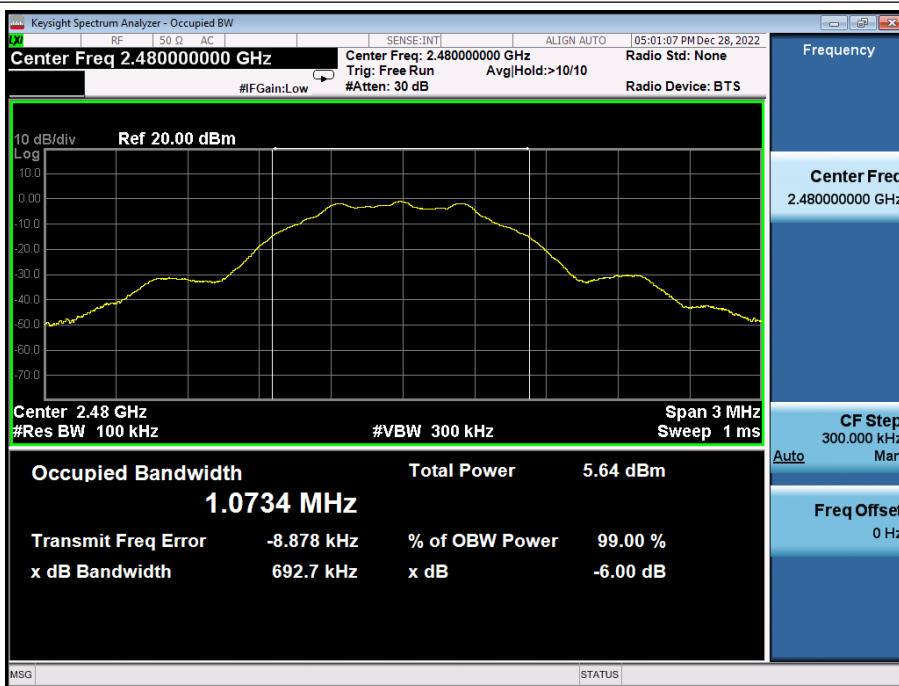 Keysight Spectrum Analyzer - Occupied BW
LXI RF 50 Ω AC SENSE:INT ALIGN AUTO 05:01:07 PM Dec 28, 2022
Center Freq 2.480000000 GHz
Center Freq: 2.480000000 GHz Radio Std: None
Trig: Free Run Avg|Hold:>10/10
#IFGain:Low #Atten: 30 dB Radio Device: BTS
10 dB/div Ref 20.00 dBm
Log
10.0
0.00
-10.0
-20.0
-30.0
-40.0
-50.0
-60.0
-70.0
Center 2.48 GHz Span 3 MHz
#Res BW 100 kHz #VBW 300 kHz Sweep 1 ms
Occupied Bandwidth Total Power 5.64 dBm
1.0734 MHz
Transmit Freq Error -8.878 kHz % of OBW Power 99.00 %
x dB Bandwidth 692.7 kHz x dB -6.00 dB
Frequency
Center Freq
2.480000000 GHz
CF Step
300.000 kHz
Auto Man
Freq Offset
0 Hz
MSG STATUS